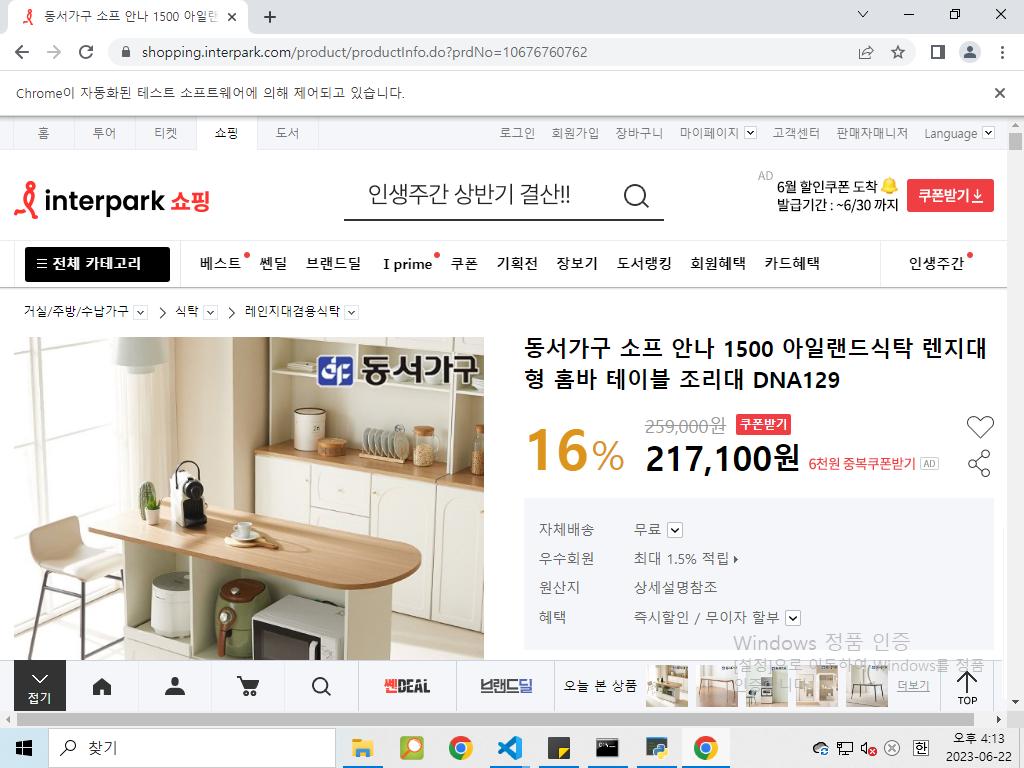 동서가구 소프 안나 1500 아일랜
shopping.interpark.com/product/productInfo.do?prdNo=10676760762
Chrome이 자동화된 테스트 소프트웨어에 의해 제어되고 있습니다.
홈 투어 티켓 쇼핑 도서 로그인 회원가입 장바구니 마이페이지 고객센터 판매자매니저 Language
interpark 쇼핑
인생주간 상반기 결산!!
AD
6월 할인쿠폰 도착
발급기간 : ~6/30 까지
쿠폰받기
전체 카테고리 베스트 쎈딜 브랜드딜 I prime 쿠폰 기획전 장보기 도서랭킹 회원혜택 카드혜택 인생주간
거실/주방/수납가구 식탁 레인지대겸용식탁
동서가구
동서가구 소프 안나 1500 아일랜드식탁 렌지대
형 홈바 테이블 조리대 DNA129
16%
259,000원 쿠폰받기
217,100원 6천원 중복쿠폰받기 AD
자체배송 무료
우수회원 최대 1.5% 적립
원산지 상세설명참조
혜택 즉시할인 / 무이자 할부
Windows 정품 인증
[설정]으로 이동하여 Windows를 정품
인증합니다.
접기
쎈DEAL
브랜드딜
오늘 본 상품
더보기
TOP
찾기
한
오후 4:13
2023-06-22